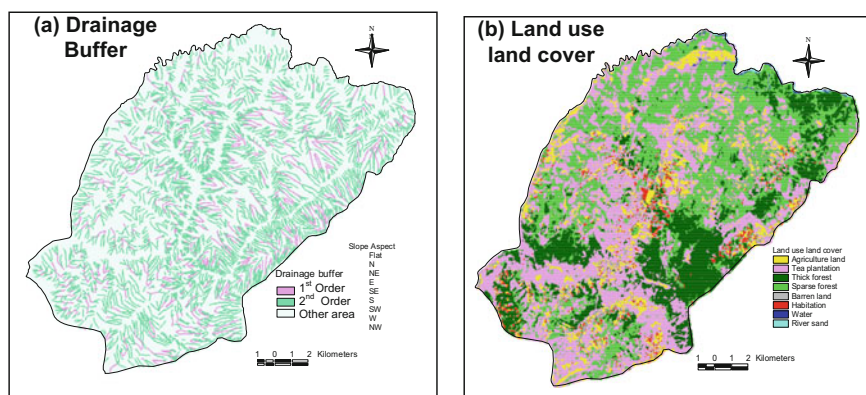 (a) Drainage
Buffer
N
Slope Aspect
Flat
N
NE
E
SE
S
SW
W
NW
Drainage buffer
1st Order
2nd Order
Other area
1 0 1 2 Kilometers
(b) Land use
land cover
N
Land use land cover
Agriculture land
Tea plantation
Thick forest
Sparse forest
Barren land
Habitation
Water
River sand
1 0 1 2 Kilometers